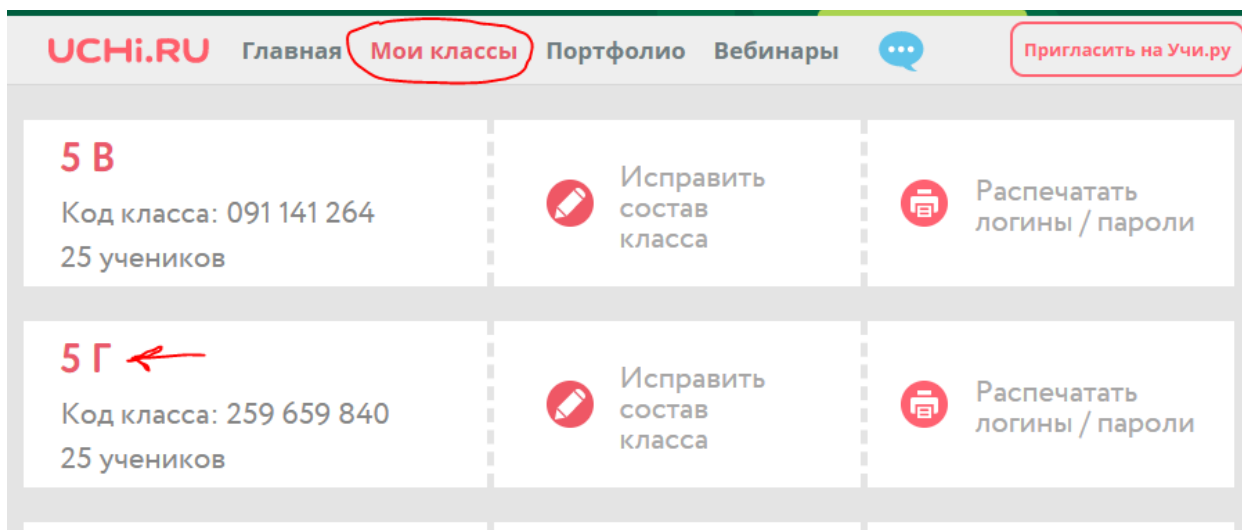 UCHi.RU Главная Мои классы Портфолио Вебинары Пригласить на Учи.ру
5 В
Код класса: 091 141 264
25 учеников
Исправить
состав
класса
Распечатать
логины / пароли
5 Г
Код класса: 259 659 840
25 учеников
Исправить
состав
класса
Распечатать
логины / пароли